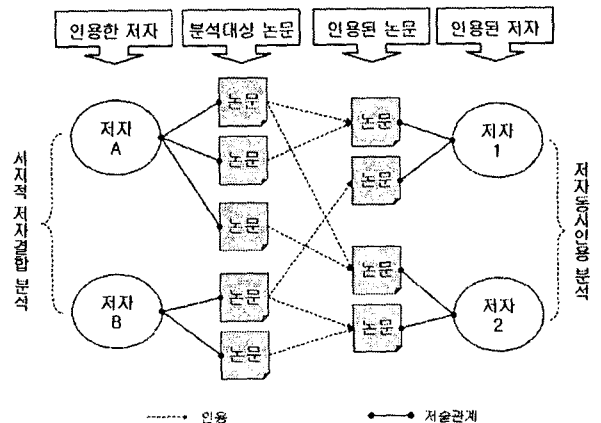 인용한 저자
분석대상 논문
인용된 논문
인용된 저자
서지적 저자결합 분석
저자
A
저자
B
논문
논문
논문
논문
논문
논문
논문
논문
논문
저자
1
저자
2
저자동시인용 분석
인용
저술관계